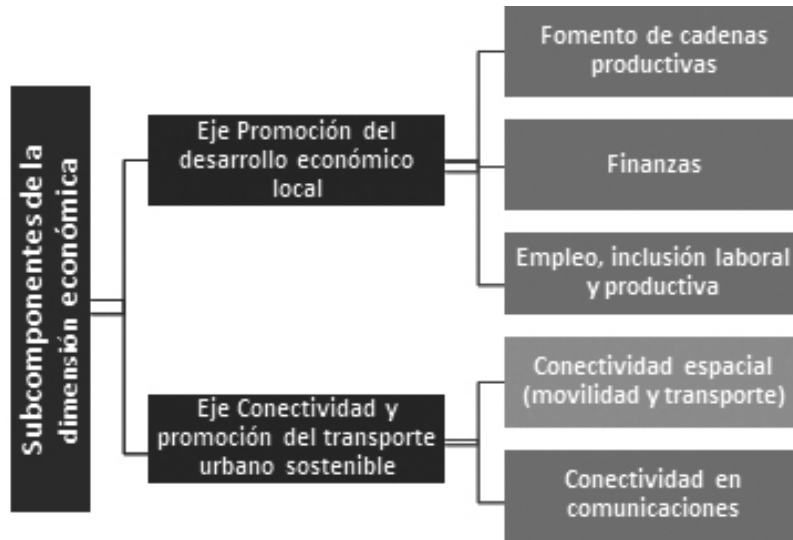 Subcomponentes de la
dimensión económica
Eje Promoción del
desarrollo económico
local
Fomento de cadenas
productivas
Finanzas
Empleo, inclusión laboral
y productiva
Eje Conectividad y
promoción del transporte
urbano sostenible
Conectividad espacial
(movilidad y transporte)
Conectividad en
comunicaciones